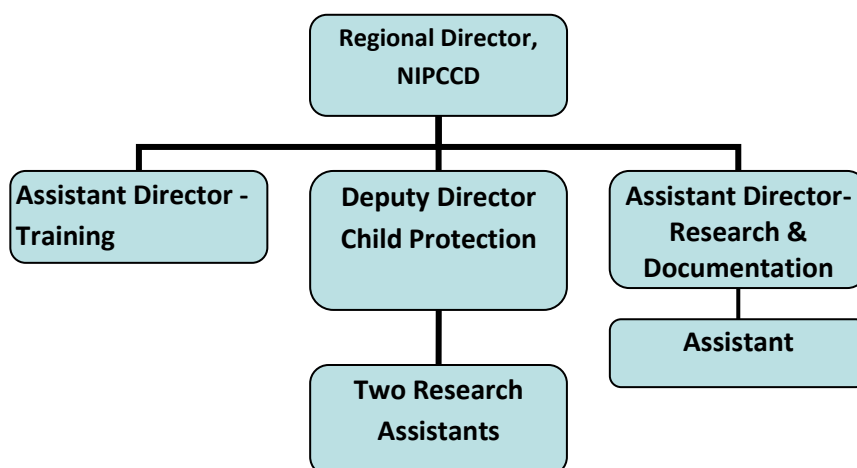 Regional Director,
NIPCCD
Assistant Director -
Training
Deputy Director
Child Protection
Assistant Director-
Research &
Documentation
Assistant
Two Research
Assistants